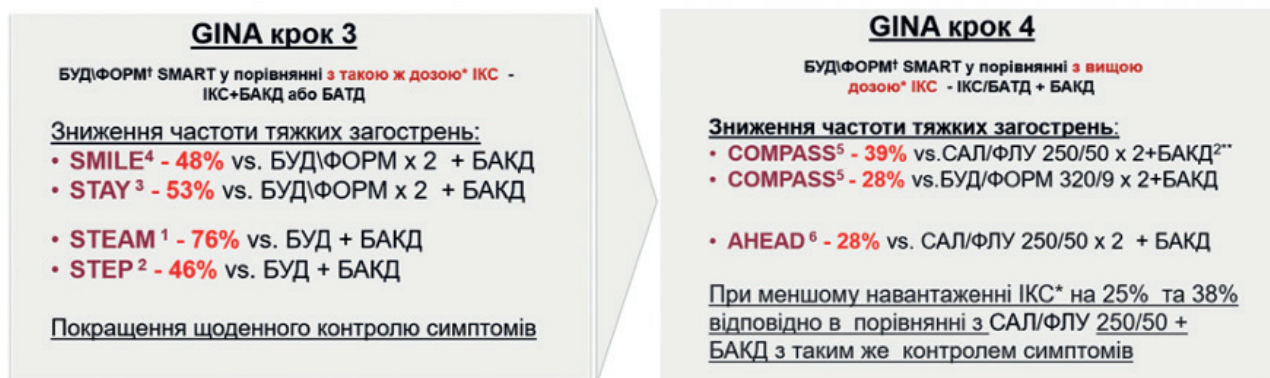 GINA крок 3
БУД\ФОРМ† SMART у порівнянні з такою ж дозою* ІКС -
ІКС+БАКД або БАТД
Зниження частоти тяжких загострень:
• SMILE⁴ - 48% vs. БУД\ФОРМ х 2 + БАКД
• STAY ³ - 53% vs. БУД\ФОРМ х 2 + БАКД
• STEAM ¹ - 76% vs. БУД + БАКД
• STEP ² - 46% vs. БУД + БАКД
Покращення щоденного контролю симптомів
GINA крок 4
БУД\ФОРМ† SMART у порівнянні з вищою
дозою* ІКС - ІКС/БАТД + БАКД
Зниження частоти тяжких загострень:
• COMPASS⁵ - 39% vs.САЛ/ФЛУ 250/50 х 2+БАКД²**
• COMPASS⁵ - 28% vs.БУД/ФОРМ 320/9 х 2+БАКД
• AHEAD ⁶ - 28% vs. САЛ/ФЛУ 250/50 х 2 + БАКД
При меншому навантаженні ІКС* на 25% та 38%
відповідно в порівнянні з САЛ/ФЛУ 250/50 +
БАКД з таким же контролем симптомів